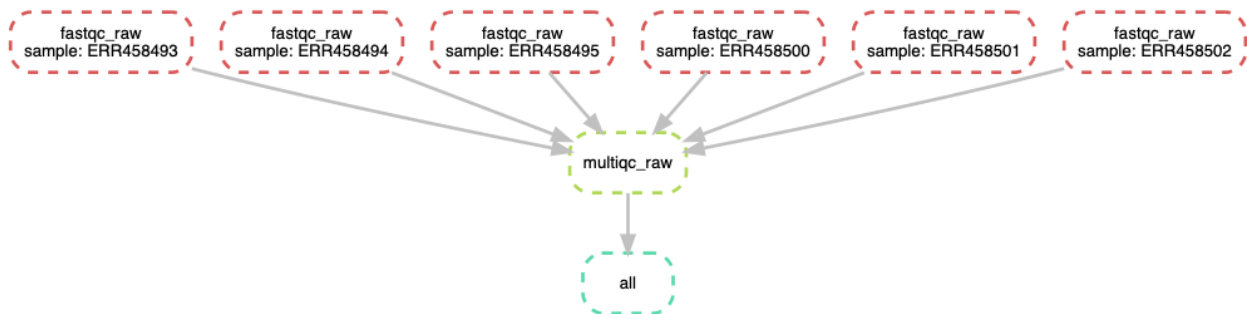 fastqc_raw
sample: ERR458493
fastqc_raw
sample: ERR458494
fastqc_raw
sample: ERR458495
fastqc_raw
sample: ERR458500
fastqc_raw
sample: ERR458501
fastqc_raw
sample: ERR458502
multiqc_raw
all